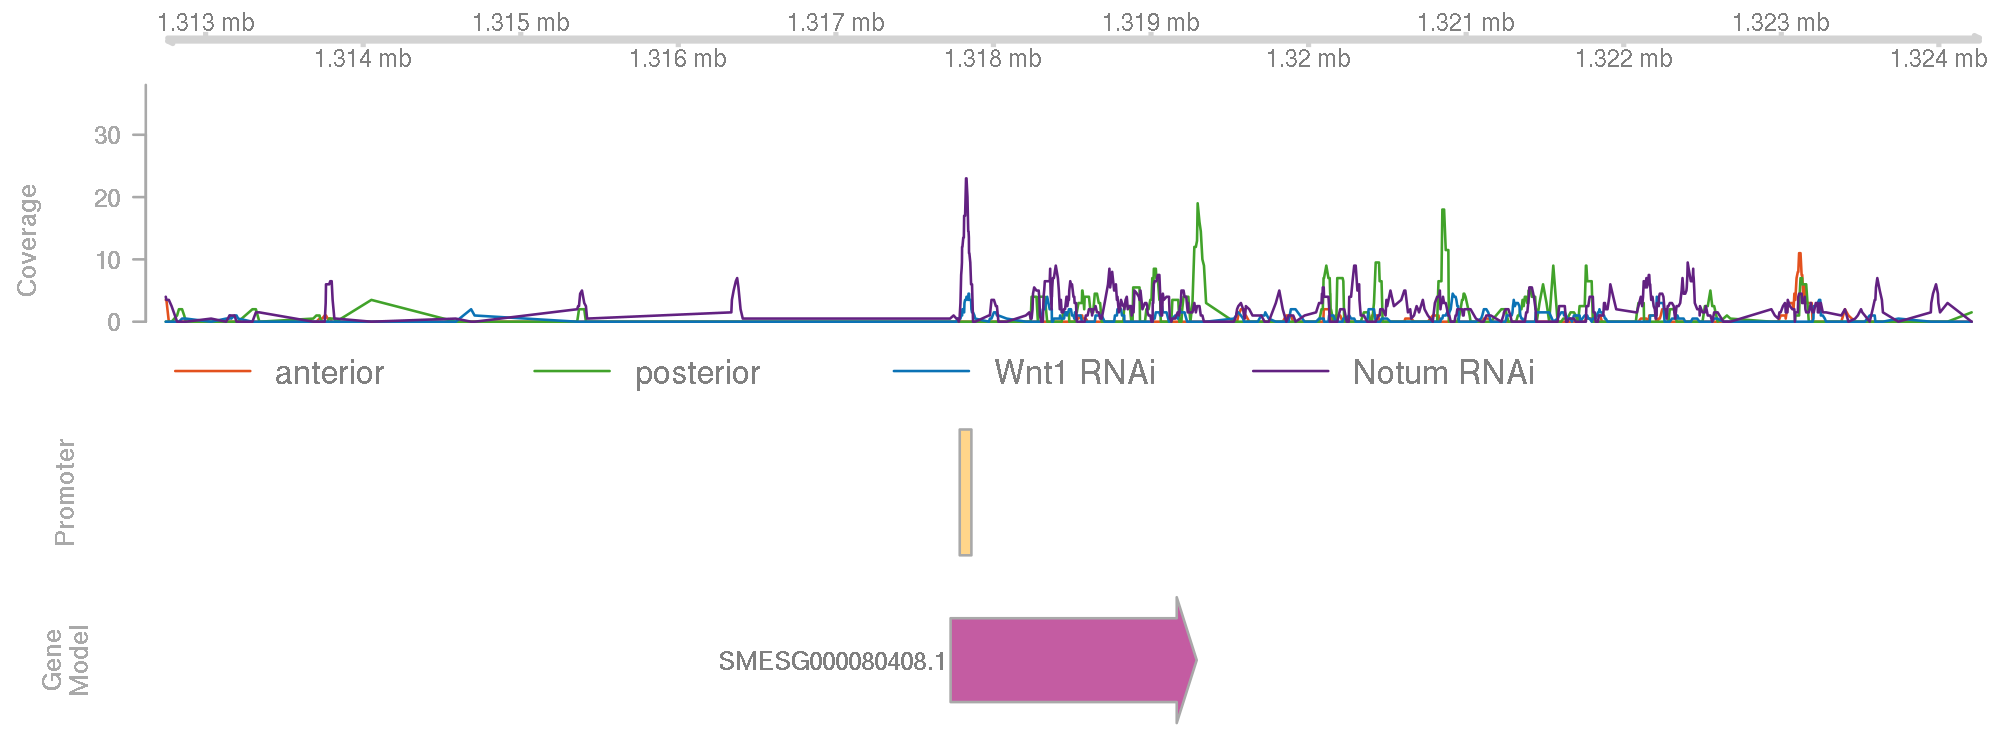 1.313 mb 1.315 mb 1.317 mb 1.319 mb 1.321 mb 1.323 mb
1.314 mb 1.316 mb 1.318 mb 1.32 mb 1.322 mb 1.324 mb
Coverage
30
20
10
0
anterior posterior Wnt1 RNAi Notum RNAi
Promoter
Gene
Model
SMESG000080408.1